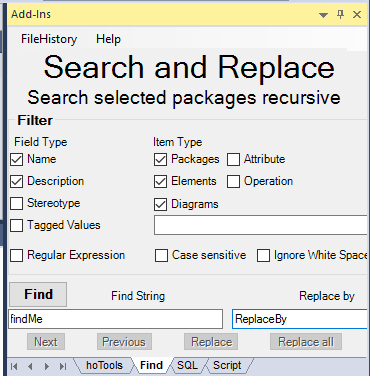 Add-Ins
FileHistory Help
Search and Replace
Search selected packages recursive
Filter
Field Type Item Type
Name Packages Attribute
Description Elements Operation
Stereotype Diagrams
Tagged Values
Regular Expression Case sensitive Ignore White Space
Find Find String Replace by
findMe ReplaceBy
Next Previous Replace Replace all
hoTools Find SQL Script